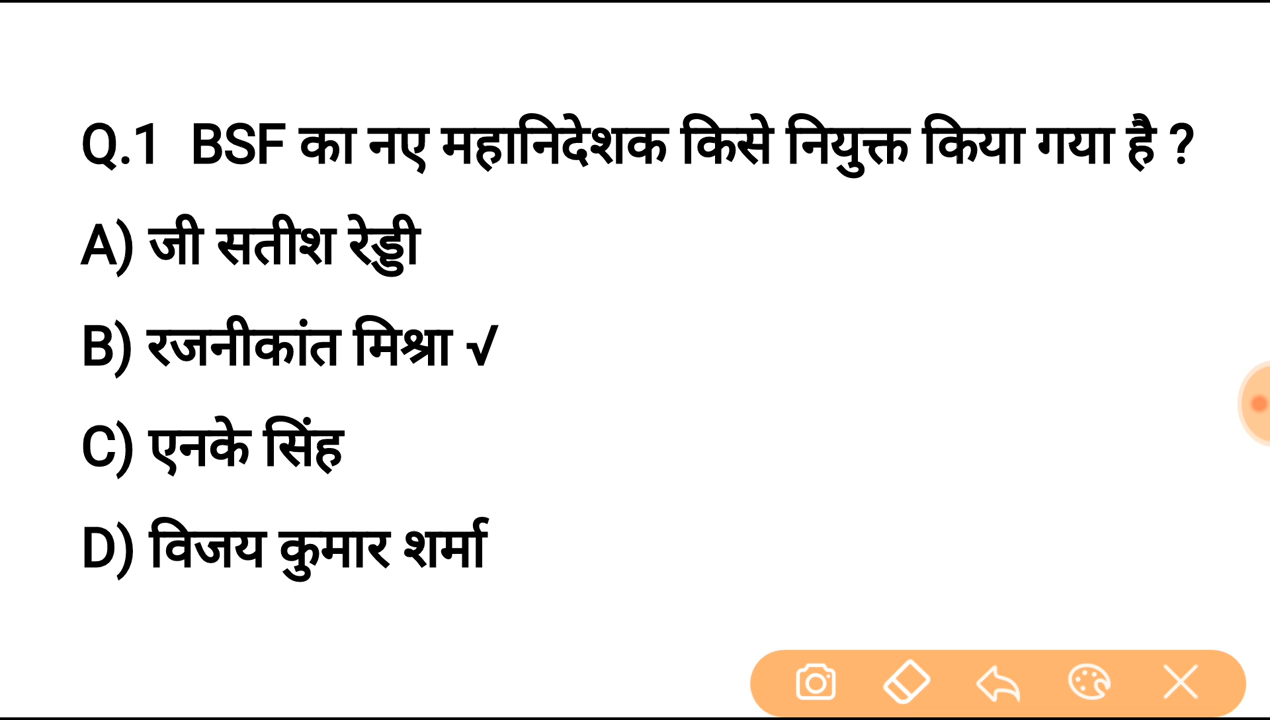 Q.1 BSF का नए महानिदेशक किसे नियुक्त किया गया है ?
A) जी सतीश रेड्डी
B) रजनीकांत मिश्रा √
C) एनके सिंह
D) विजय कुमार शर्मा